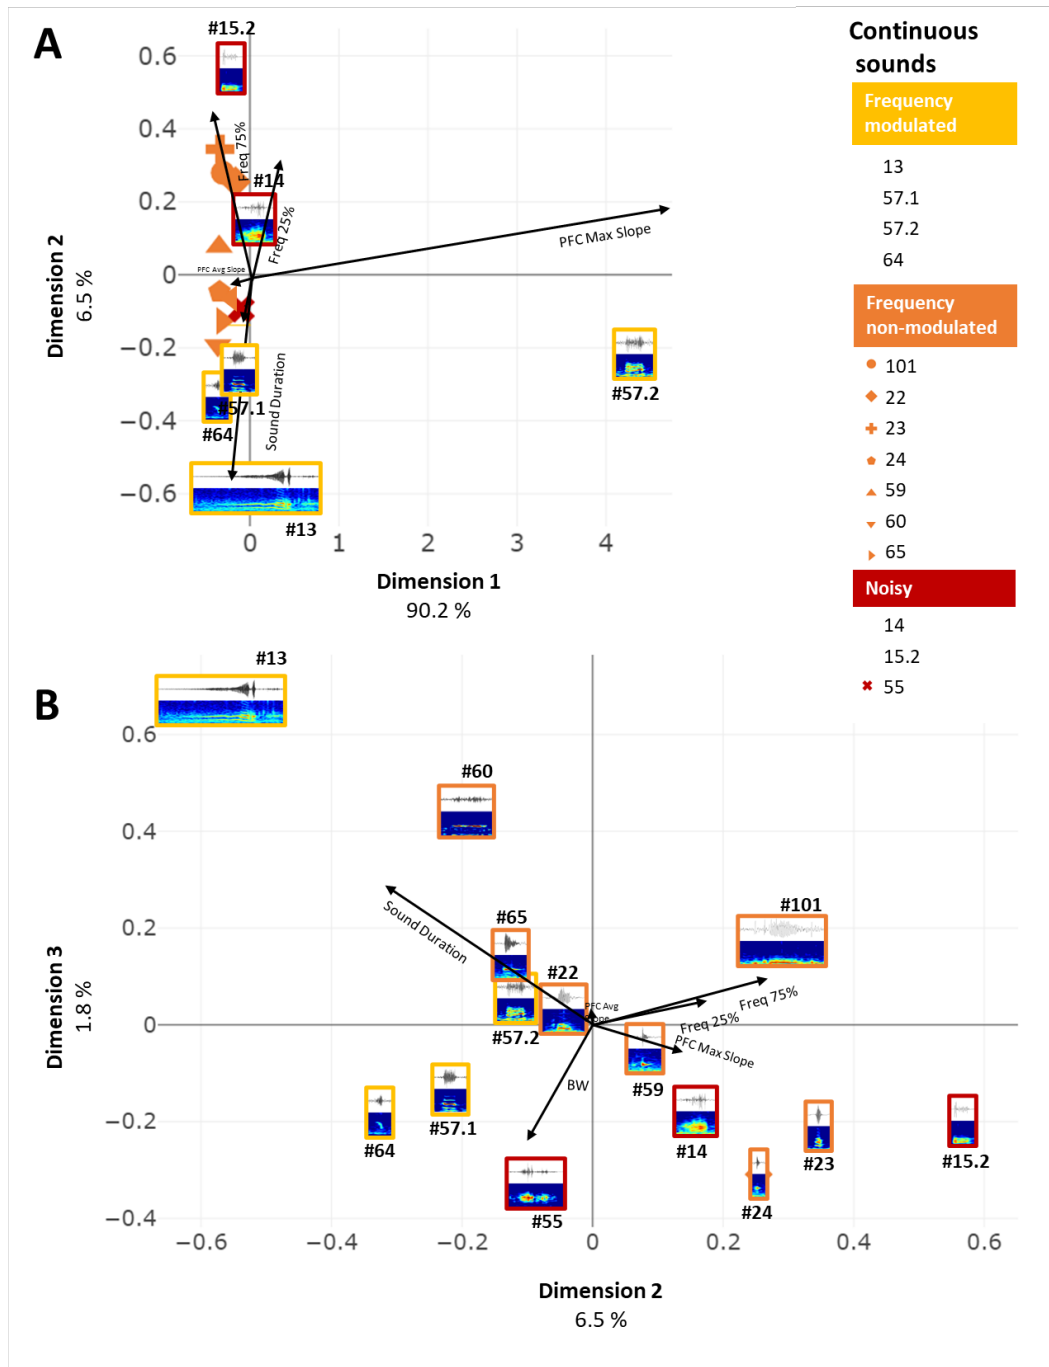 A
#15.2
0.6
0.4
0.2
0
−0.2
−0.4
−0.6
Freq 75%
#14
Freq 25%
PFC Max Slope
PFC Avg Slope
Sound Duration
#57.1
#64
#57.2
#13
Dimension 2
6.5 %
0
1
2
3
4
Dimension 1
90.2 %
Continuous
sounds
Frequency
modulated
13
57.1
57.2
64
Frequency
non-modulated
101
22
23
24
59
60
65
Noisy
14
15.2
55
B
#13
0.6
0.4
0.2
0
−0.2
−0.4
#60
Sound Duration
#65
#101
#22
PFC Avg
Slope
Freq 75%
Freq 25%
PFC Max Slope
#57.2
BW
#59
#57.1
#64
#14
#23
#15.2
#55
#24
Dimension 3
1.8 %
−0.6
−0.4
−0.2
0
0.2
0.4
0.6
Dimension 2
6.5 %